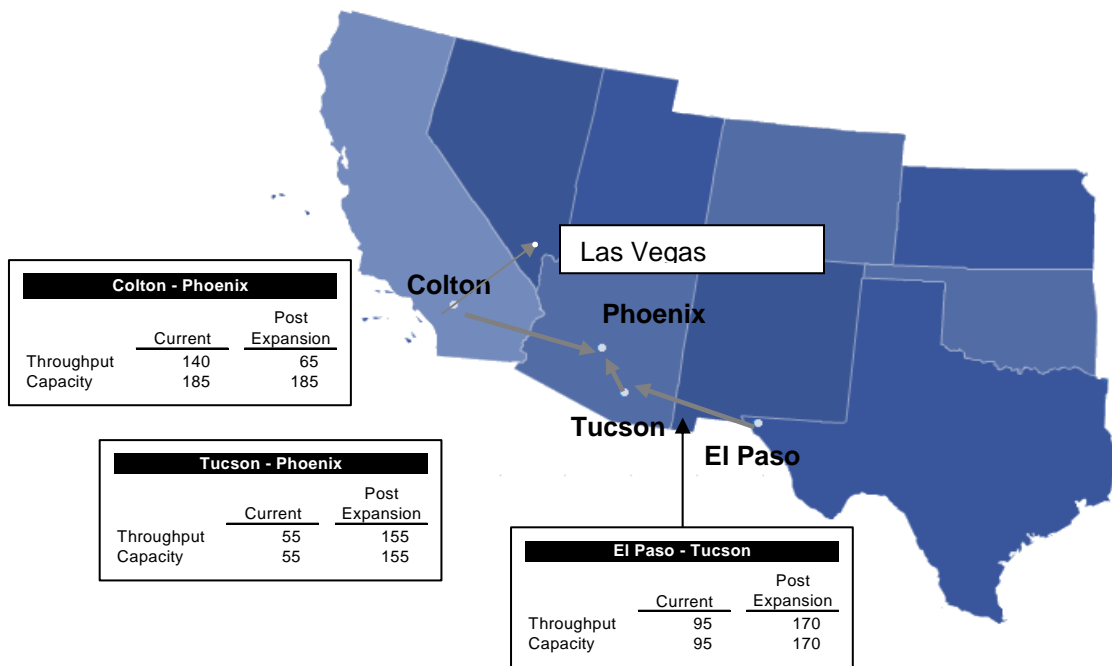 Las Vegas
Colton
Phoenix
Tucson
El Paso
Colton - Phoenix
Post
Current Expansion
Throughput 140 65
Capacity 185 185
Tucson - Phoenix
Post
Current Expansion
Throughput 55 155
Capacity 55 155
El Paso - Tucson
Post
Current Expansion
Throughput 95 170
Capacity 95 170